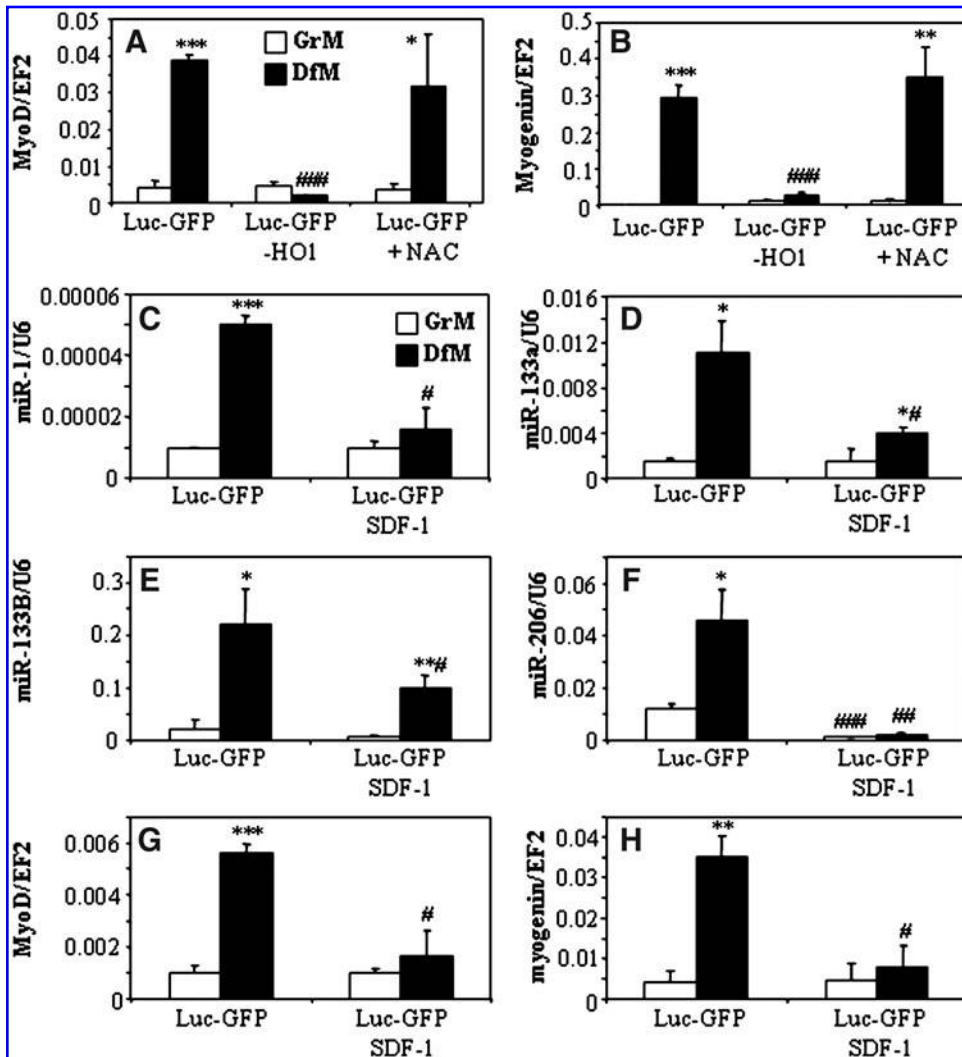 A
MyoD/EF2
0.05
0.04
0.03
0.02
0.01
0
GrM
DfM
***
###
*
Luc-GFP Luc-GFP Luc-GFP
-HO1 +NAC
B
Myogenin/EF2
0.5
0.4
0.3
0.2
0.1
0
***
###
**
Luc-GFP Luc-GFP Luc-GFP
-HO1 +NAC
C
miR-1/U6
0.00006
0.00004
0.00002
0
GrM
DfM
***
#
Luc-GFP Luc-GFP
SDF-1
D
miR-133a/U6
0.016
0.012
0.008
0.004
0
*
*#
Luc-GFP Luc-GFP
SDF-1
E
miR-133B/U6
0.3
0.2
0.1
0
*
**#
Luc-GFP Luc-GFP
SDF-1
F
miR-206/U6
0.06
0.04
0.02
0
*
###
##
Luc-GFP Luc-GFP
SDF-1
G
MyoD/EF2
0.006
0.004
0.002
0
***
#
Luc-GFP Luc-GFP
SDF-1
H
myogenin/EF2
0.04
0.03
0.02
0.01
0
**
#
Luc-GFP Luc-GFP
SDF-1